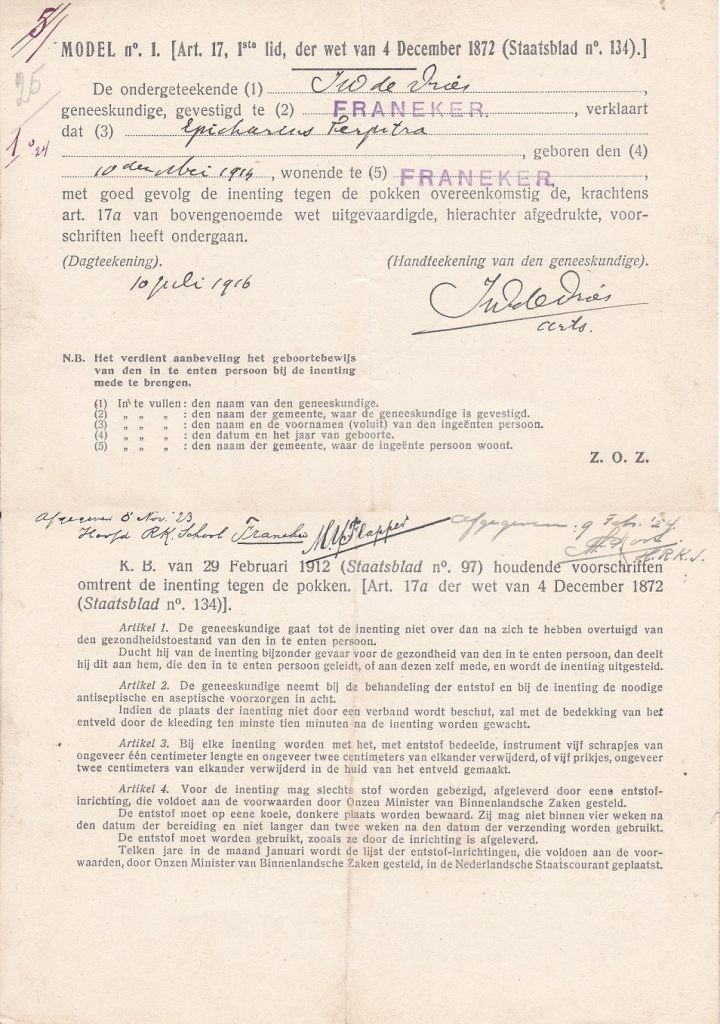 5/
MODEL nº. 1. [Art. 17, 1ste lid, der wet van 4 December 1872 (Staatsblad nº. 134).]
25
De ondergeteekende (1) de Vries,
geneeskundige, gevestigd te (2) FRANEKER., verklaart
dat (3) Epicharius Terpstra
1 º 24
, geboren den (4)
10 den Mei 1914, wonende te (5) FRANEKER.,
met goed gevolg de inenting tegen de pokken overeenkomstig de, krachtens
art. 17a van bovengenoemde wet uitgevaardigde, hierachter afgedrukte, voor-
schriften heeft ondergaan.
(Dagteekening). (Handteekening van den geneeskundige).
10 Juli 1916
de Vries
arts.
N.B. Het verdient aanbeveling het geboortebewijs
van den in te enten persoon bij de inenting
mede te brengen.
(1) In te vullen: den naam van den geneeskundige.
(2) „ „ „ : den naam der gemeente, waar de geneeskundige is gevestigd.
(3) „ „ „ : den naam en de voornamen (voluit) van den ingeënten persoon.
(4) „ „ „ : den datum en het jaar van geboorte.
(5) „ „ „ : den naam der gemeente, waar de ingeënte persoon woont.
Z. O. Z.
Afgegeven 8 Nov. '23 Afgegeven: 9 Febr. '24.
Hoofd R.K. School Franeker Flapper H.R.K.S.
K. B. van 29 Februari 1912 (Staatsblad nº. 97) houdende voorschriften
omtrent de inenting tegen de pokken. [Art. 17a der wet van 4 December 1872
(Staatsblad nº. 134)].
Artikel 1. De geneeskundige gaat tot de inenting niet over dan na zich te hebben overtuigd van
den gezondheidstoestand van den in te enten persoon.
Ducht hij van de inenting bijzonder gevaar voor de gezondheid van den in te enten persoon, dan deelt
hij dit aan hem, die den in te enten persoon geleidt, of aan dezen zelf mede, en wordt de inenting uitgesteld.
Artikel 2. De geneeskundige neemt bij de behandeling der entstof en bij de inenting de noodige
antiseptische en aseptische voorzorgen in acht.
Indien de plaats der inenting niet door een verband wordt beschut, zal met de bedekking van het
entveld door de kleeding ten minste tien minuten na de inenting worden gewacht.
Artikel 3. Bij elke inenting worden met het, met entstof bedeelde, instrument vijf schrapjes van
ongeveer één centimeter lengte en ongeveer twee centimeters van elkander verwijderd, of vijf prikjes, ongeveer
twee centimeters van elkander verwijderd in de huid van het entveld gemaakt.
Artikel 4. Voor de inenting mag slechts stof worden gebezigd, afgeleverd door eene entstof-
inrichting, die voldoet aan de voorwaarden door Onzen Minister van Binnenlandsche Zaken gesteld.
De entstof moet op eene koele, donkere plaats worden bewaard. Zij mag niet binnen vier weken na
den datum der bereiding en niet langer dan twee weken na den datum der verzending worden gebruikt.
De entstof moet worden gebruikt, zooals ze door de inrichting is afgeleverd.
Telken jare in de maand Januari wordt de lijst der entstof-inrichtingen, die voldoen aan de voor-
waarden, door Onzen Minister van Binnenlandsche Zaken gesteld, in de Nederlandsche Staatscourant geplaatst.